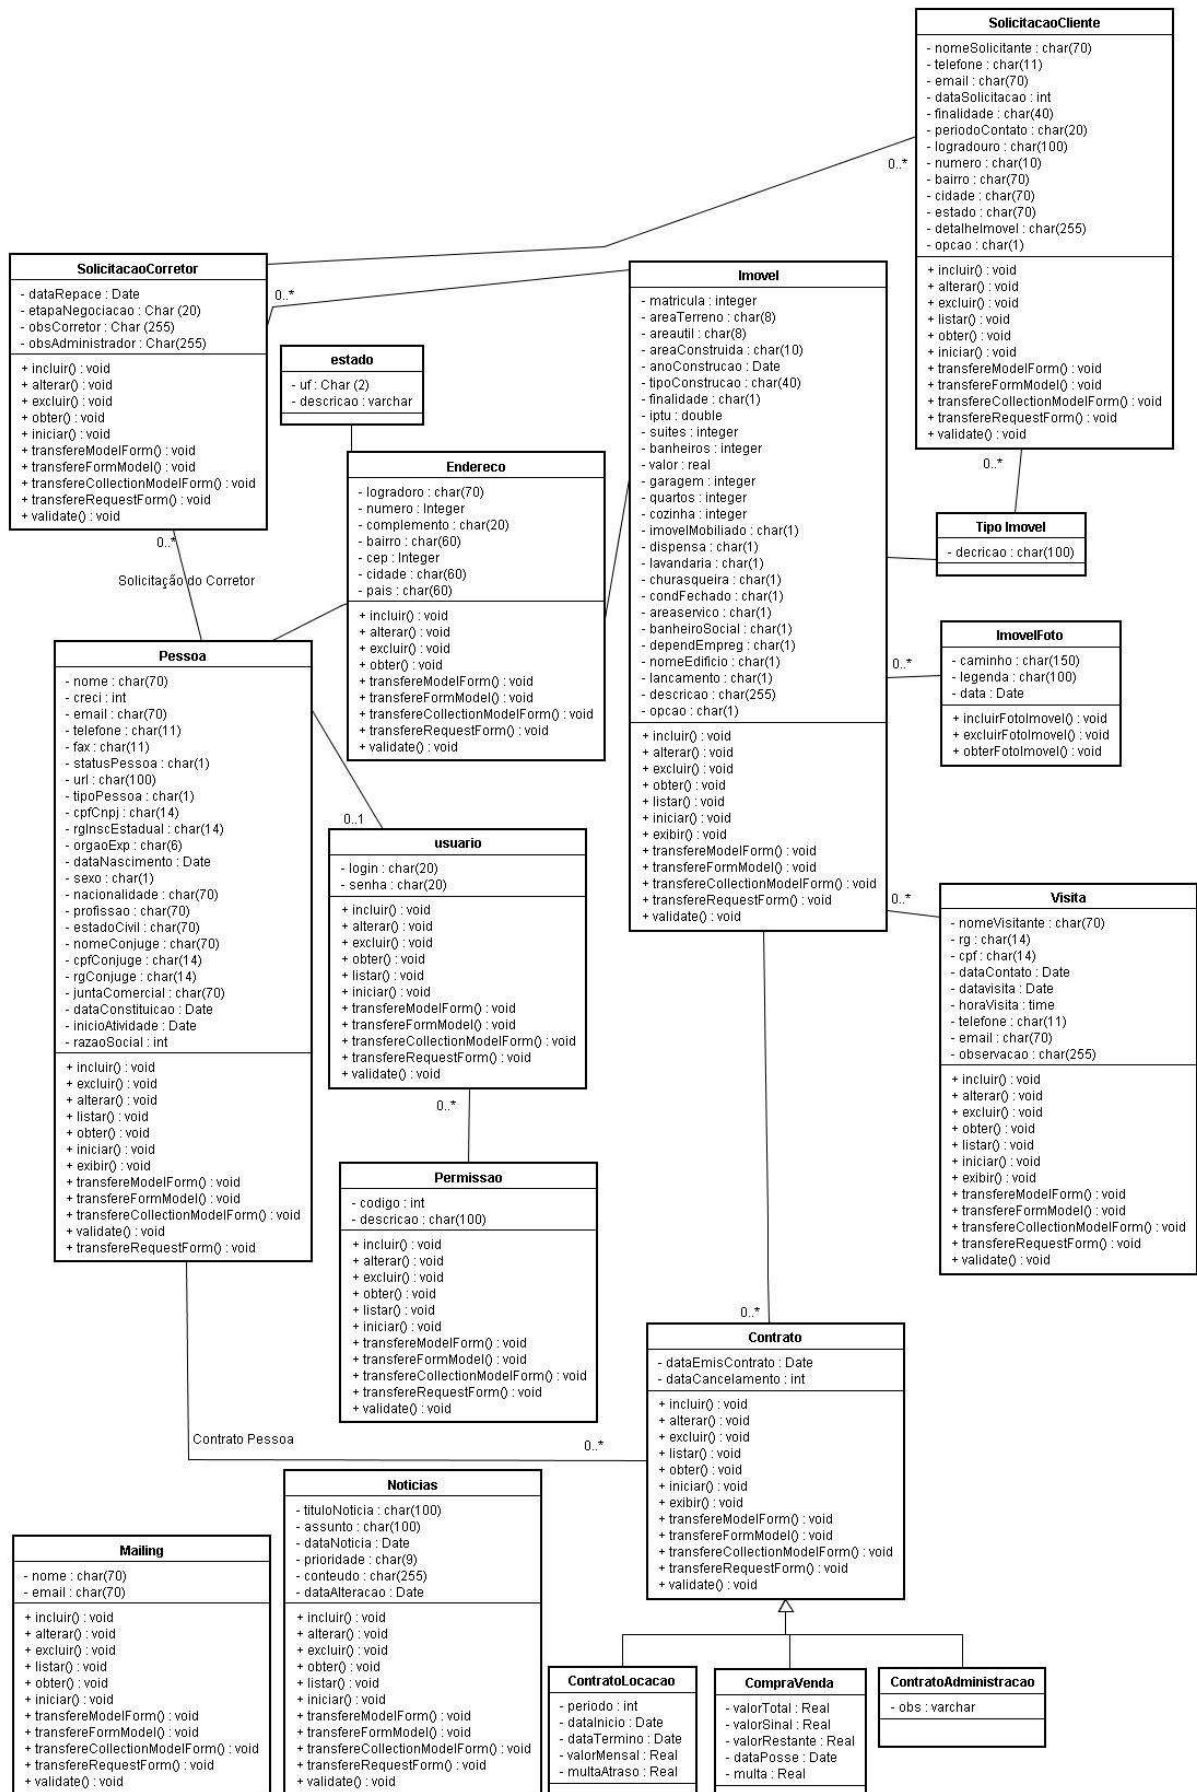 SolicitacaoCliente
- nomeSolicitante : char(70)
- telefone : char(11)
- email : char(70)
- dataSolicitacao : int
- finalidade : char(40)
- periodoContato : char(20)
- logradouro : char(100)
- numero : char(10)
- bairro : char(70)
- cidade : char(70)
- estado : char(70)
- detalheImovel : char(255)
- opcao : char(1)
+ incluir() : void
+ alterar() : void
+ excluir() : void
+ listar() : void
+ obter() : void
+ iniciar() : void
+ transfereModelForm() : void
+ transfereFormModel() : void
+ transfereCollectionModelForm() : void
+ transfereRequestForm() : void
+ validate() : void
0..*
0..*
SolicitacaoCorretor
- dataRepace : Date
- etapaNegociacao : Char (20)
- obsCorretor : Char (255)
- obsAdministrador : Char(255)
+ incluir() : void
+ alterar() : void
+ excluir() : void
+ obter() : void
+ iniciar() : void
+ transfereModelForm() : void
+ transfereFormModel() : void
+ transfereCollectionModelForm() : void
+ transfereRequestForm() : void
+ validate() : void
0..*
0..*
Solicitação do Corretor
estado
- uf : Char (2)
- descricao : varchar
Endereco
- logradoro : char(70)
- numero : Integer
- complemento : char(20)
- bairro : char(60)
- cep : Integer
- cidade : char(60)
- pais : char(60)
+ incluir() : void
+ alterar() : void
+ excluir() : void
+ obter() : void
+ transfereModelForm() : void
+ transfereFormModel() : void
+ transfereCollectionModelForm() : void
+ transfereRequestForm() : void
+ validate() : void
Imovel
- matricula : integer
- areaTerreno : char(8)
- areautil : char(8)
- areaConstruida : char(10)
- anoConstrucao : Date
- tipoConstrucao : char(40)
- finalidade : char(1)
- iptu : double
- suites : integer
- banheiros : integer
- valor : real
- garagem : integer
- quartos : integer
- cozinha : integer
- imovelMobiliado : char(1)
- dispensa : char(1)
- lavandaria : char(1)
- churasqueira : char(1)
- condFechado : char(1)
- areaservico : char(1)
- banheiroSocial : char(1)
- dependEmpreg : char(1)
- nomeEdificio : char(1)
- lancamento : char(1)
- descricao : char(255)
- opcao : char(1)
+ incluir() : void
+ alterar() : void
+ excluir() : void
+ obter() : void
+ listar() : void
+ iniciar() : void
+ exibir() : void
+ transfereModelForm() : void
+ transfereFormModel() : void
+ transfereCollectionModelForm() : void
+ transfereRequestForm() : void
+ validate() : void
Tipo Imovel
- decricao : char(100)
0..*
ImovelFoto
- caminho : char(150)
- legenda : char(100)
- data : Date
+ incluirFotoImovel() : void
+ excluirFotoImovel() : void
+ obterFotoImovel() : void
0..*
Visita
- nomeVisitante : char(70)
- rg : char(14)
- cpf : char(14)
- dataContato : Date
- datavisita : Date
- horaVisita : time
- telefone : char(11)
- email : char(70)
- observacao : char(255)
+ incluir() : void
+ alterar() : void
+ excluir() : void
+ obter() : void
+ listar() : void
+ iniciar() : void
+ exibir() : void
+ transfereModelForm() : void
+ transfereFormModel() : void
+ transfereCollectionModelForm() : void
+ transfereRequestForm() : void
+ validate() : void
Pessoa
- nome : char(70)
- creci : int
- email : char(70)
- telefone : char(11)
- fax : char(11)
- statusPessoa : char(1)
- url : char(100)
- tipoPessoa : char(1)
- cpfCnpj : char(14)
- rgInscEstadual : char(14)
- orgaoExp : char(6)
- dataNascimento : Date
- sexo : char(1)
- nacionalidade : char(70)
- profissao : char(70)
- estadoCivil : char(70)
- nomeConjuge : char(70)
- cpfConjuge : char(14)
- rgConjuge : char(14)
- juntaComercial : char(70)
- dataConstituicao : Date
- inicioAtividade : Date
- razaoSocial : int
+ incluir() : void
+ excluir() : void
+ alterar() : void
+ listar() : void
+ obter() : void
+ iniciar() : void
+ exibir() : void
+ transfereModelForm() : void
+ transfereFormModel() : void
+ transfereCollectionModelForm() : void
+ validate() : void
+ transfereRequestForm() : void
0..1
usuario
- login : char(20)
- senha : char(20)
+ incluir() : void
+ alterar() : void
+ excluir() : void
+ obter() : void
+ listar() : void
+ iniciar() : void
+ transfereModelForm() : void
+ transfereFormModel() : void
+ transfereCollectionModelForm() : void
+ transfereRequestForm() : void
+ validate() : void
0..*
Permissao
- codigo : int
- descricao : char(100)
+ incluir() : void
+ alterar() : void
+ excluir() : void
+ obter() : void
+ listar() : void
+ iniciar() : void
+ transfereModelForm() : void
+ transfereFormModel() : void
+ transfereCollectionModelForm() : void
+ transfereRequestForm() : void
+ validate() : void
0..*
Contrato Pessoa
0..*
Contrato
- dataEmisContrato : Date
- dataCancelamento : int
+ incluir() : void
+ alterar() : void
+ excluir() : void
+ listar() : void
+ obter() : void
+ iniciar() : void
+ exibir() : void
+ transfereModelForm() : void
+ transfereFormModel() : void
+ transfereCollectionModelForm() : void
+ transfereRequestForm() : void
+ validate() : void
Mailing
- nome : char(70)
- email : char(70)
+ incluir() : void
+ alterar() : void
+ excluir() : void
+ listar() : void
+ obter() : void
+ iniciar() : void
+ transfereModelForm() : void
+ transfereFormModel() : void
+ transfereCollectionModelForm() : void
+ transfereRequestForm() : void
+ validate() : void
Noticias
- tituloNoticia : char(100)
- assunto : char(100)
- dataNoticia : Date
- prioridade : char(9)
- conteudo : char(255)
- dataAlteracao : Date
+ incluir() : void
+ alterar() : void
+ excluir() : void
+ obter() : void
+ listar() : void
+ iniciar() : void
+ transfereModelForm() : void
+ transfereFormModel() : void
+ transfereCollectionModelForm() : void
+ transfereRequestForm() : void
+ validate() : void
ContratoLocacao
- periodo : int
- dataInicio : Date
- dataTermino : Date
- valorMensal : Real
- multaAtraso : Real
CompraVenda
- valorTotal : Real
- valorSinal : Real
- valorRestante : Real
- dataPosse : Date
- multa : Real
ContratoAdministracao
- obs : varchar